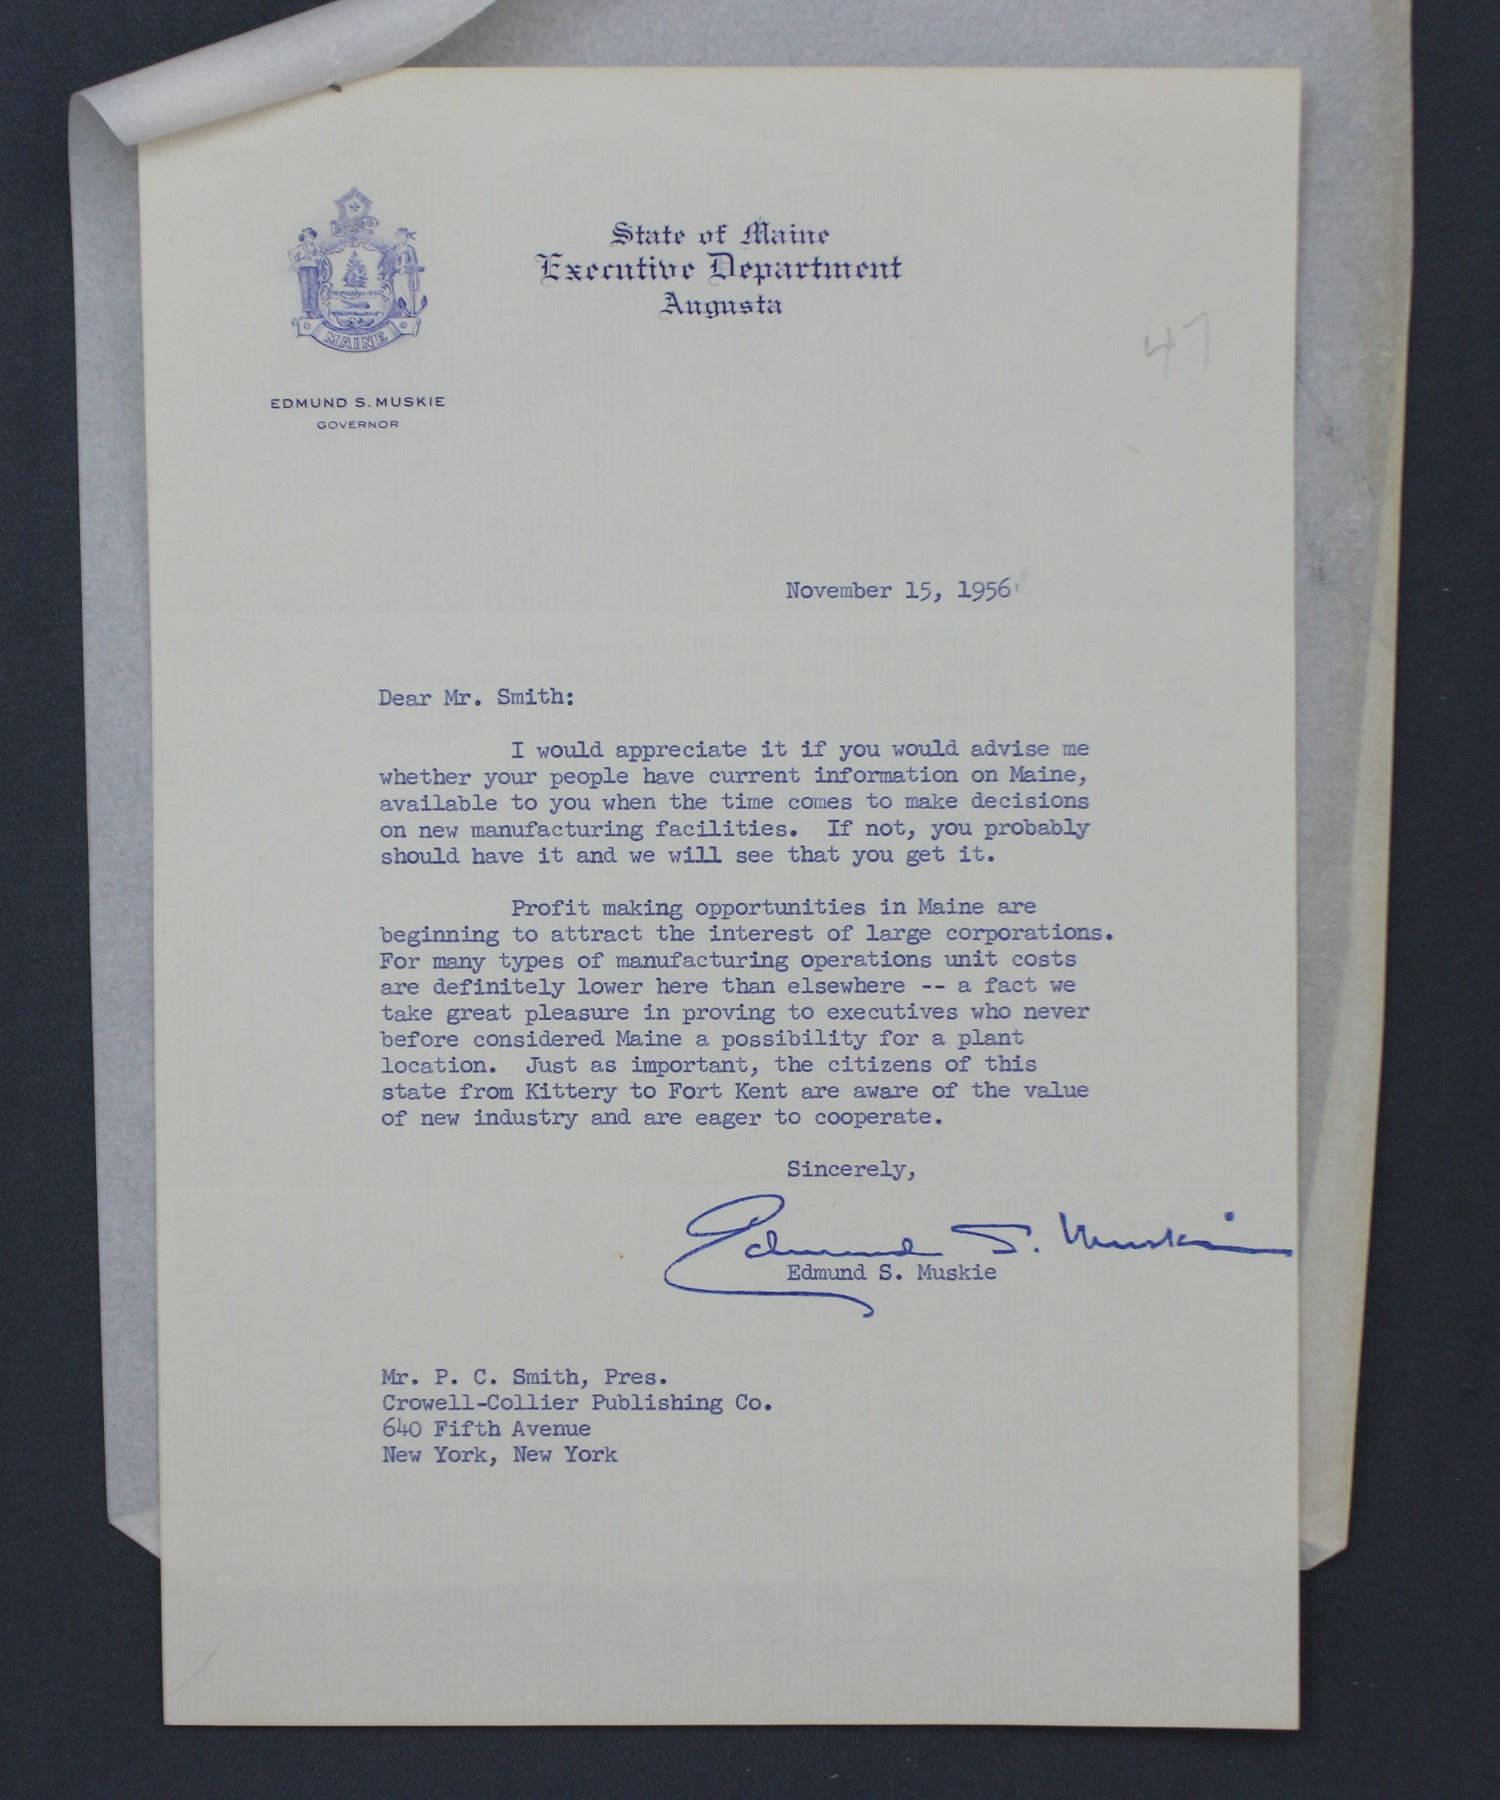 State of Maine
Executive Department
Augusta
MAINE
EDMUND S. MUSKIE
GOVERNOR
47
November 15, 1956
Dear Mr. Smith:
I would appreciate it if you would advise me
whether your people have current information on Maine,
available to you when the time comes to make decisions
on new manufacturing facilities. If not, you probably
should have it and we will see that you get it.
Profit making opportunities in Maine are
beginning to attract the interest of large corporations.
For many types of manufacturing operations unit costs
are definitely lower here than elsewhere -- a fact we
take great pleasure in proving to executives who never
before considered Maine a possibility for a plant
location. Just as important, the citizens of this
state from Kittery to Fort Kent are aware of the value
of new industry and are eager to cooperate.
Sincerely,
Edmund S. Muskie
Edmund S. Muskie
Mr. P. C. Smith, Pres.
Crowell-Collier Publishing Co.
640 Fifth Avenue
New York, New York